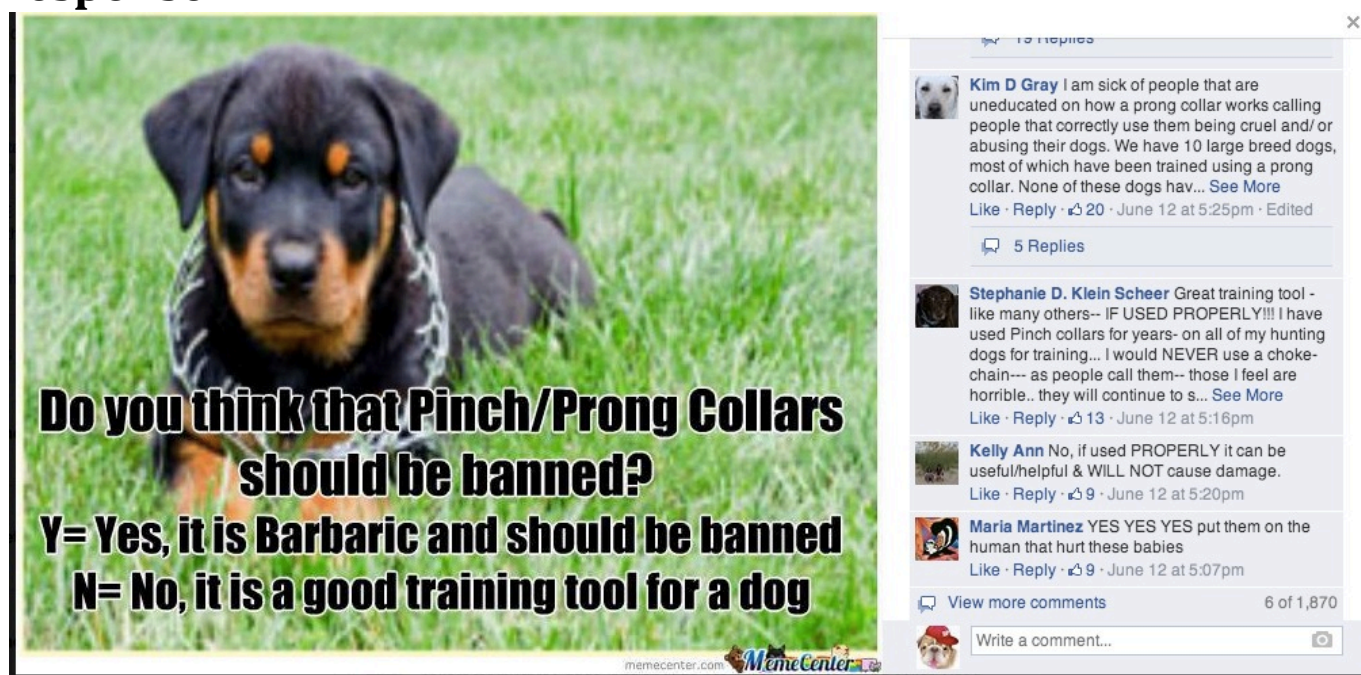 Do you think that Pinch/Prong Collars
should be banned?
Y= Yes, it is Barbaric and should be banned
N= No, it is a good training tool for a dog
memecenter.com MemeCenter
19 Replies
Kim D Gray I am sick of people that are
uneducated on how a prong collar works calling
people that correctly use them being cruel and/ or
abusing their dogs. We have 10 large breed dogs,
most of which have been trained using a prong
collar. None of these dogs hav... See More
Like · Reply · 20 · June 12 at 5:25pm · Edited
5 Replies
Stephanie D. Klein Scheer Great training tool -
like many others-- IF USED PROPERLY!!! I have
used Pinch collars for years- on all of my hunting
dogs for training... I would NEVER use a choke-
chain--- as people call them-- those I feel are
horrible.. they will continue to s... See More
Like · Reply · 13 · June 12 at 5:16pm
Kelly Ann No, if used PROPERLY it can be
useful/helpful & WILL NOT cause damage.
Like · Reply · 9 · June 12 at 5:20pm
Maria Martinez YES YES YES put them on the
human that hurt these babies
Like · Reply · 9 · June 12 at 5:07pm
View more comments 6 of 1,870
Write a comment...